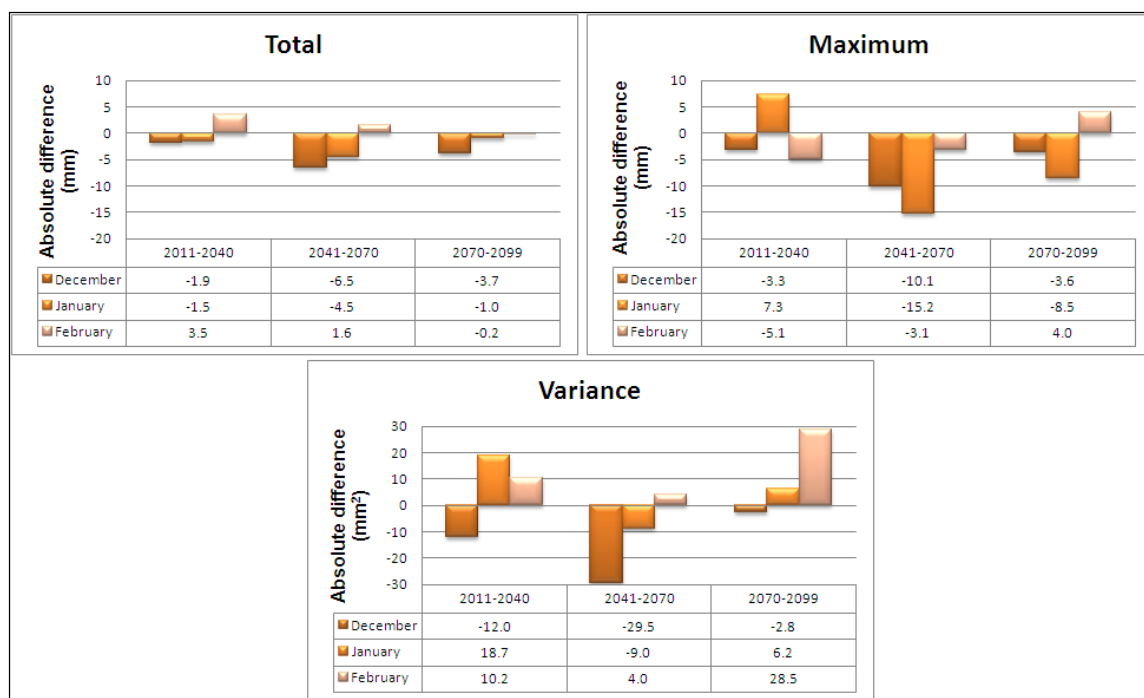 Total
Absolute difference
(mm)
10
5
0
-5
-10
-15
-20
2011-2040 2041-2070 2070-2099
December -1.9 -6.5 -3.7
January -1.5 -4.5 -1.0
February 3.5 1.6 -0.2
Maximum
Absolute difference
(mm)
10
5
0
-5
-10
-15
-20
2011-2040 2041-2070 2070-2099
December -3.3 -10.1 -3.6
January 7.3 -15.2 -8.5
February -5.1 -3.1 4.0
Variance
Absolute difference
(mm²)
30
20
10
0
-10
-20
-30
2011-2040 2041-2070 2070-2099
December -12.0 -29.5 -2.8
January 18.7 -9.0 6.2
February 10.2 4.0 28.5